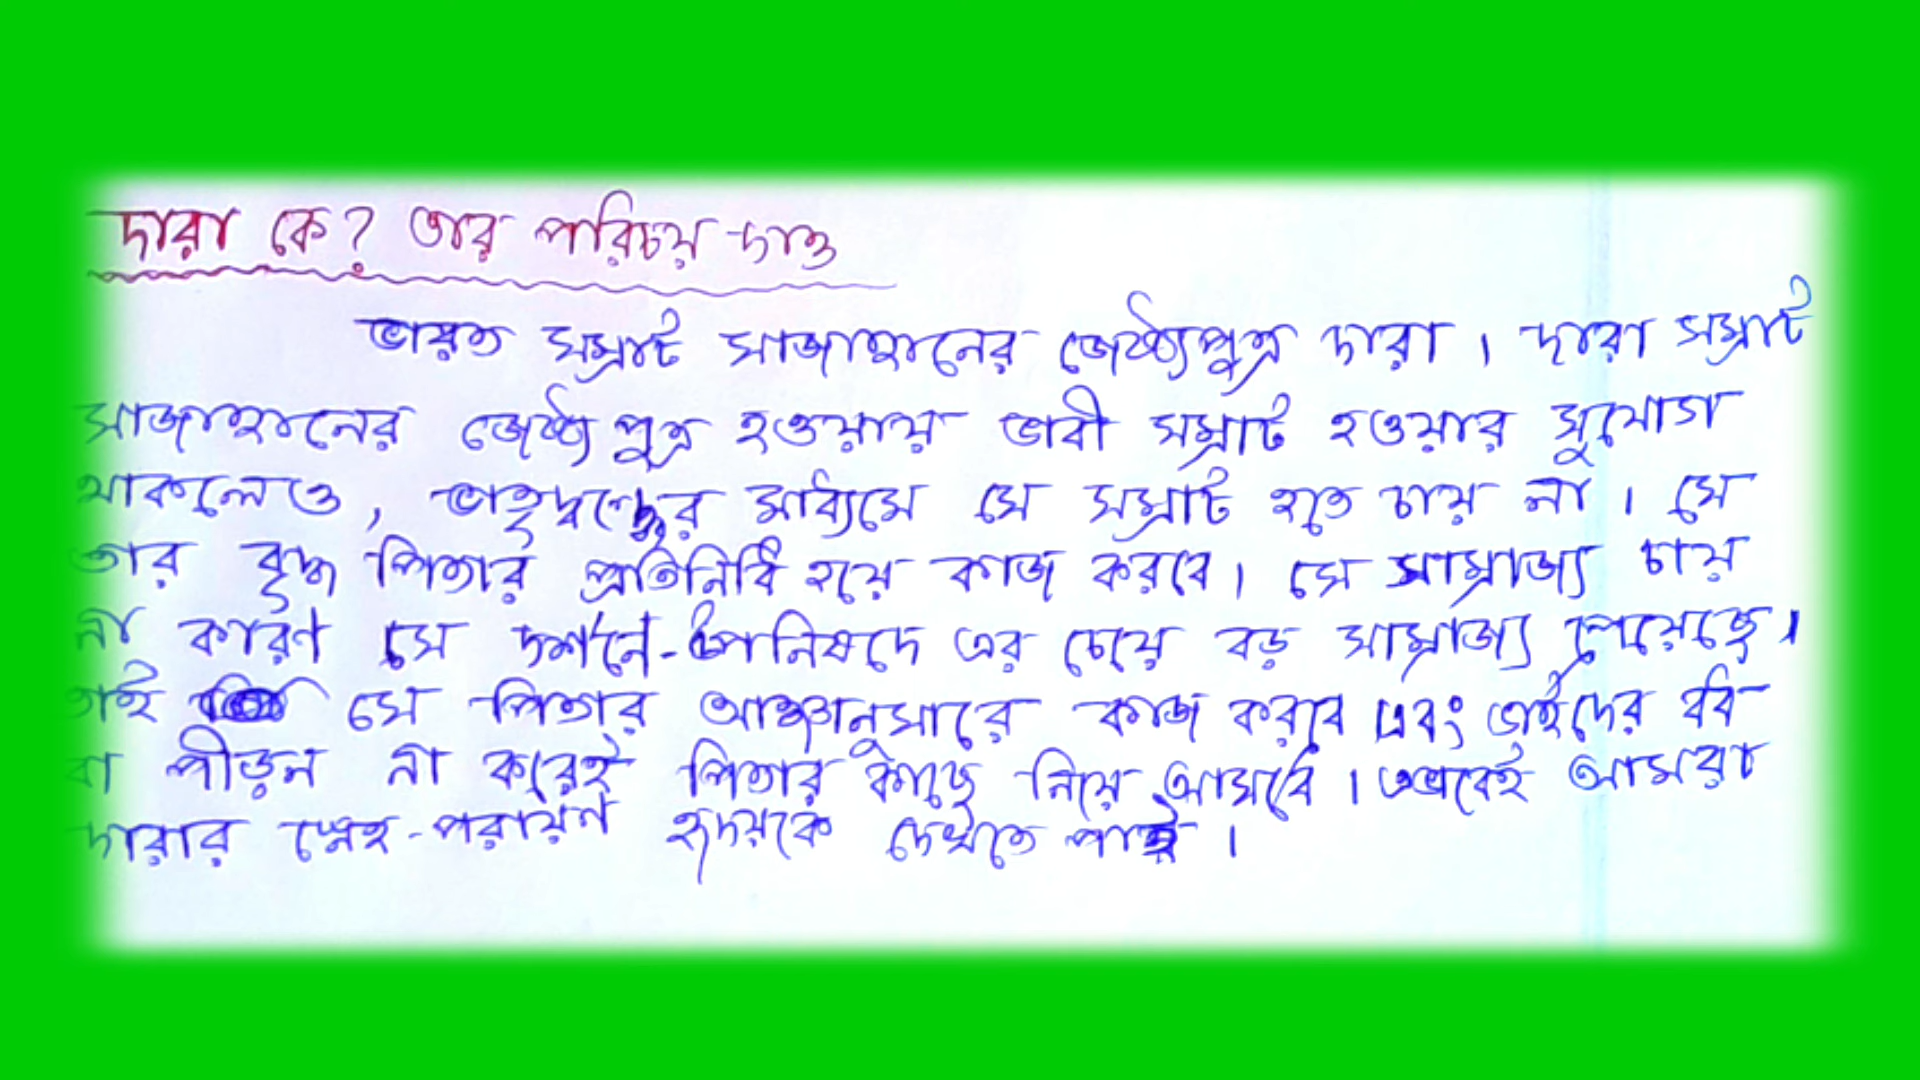 দারা কে? তার পরিচয় দাও
ভারত সম্রাট সাজাহানের জেষ্ঠ্যপুত্র দারা । দারা সম্রাট
সাজাহানের জেষ্ঠ্য পুত্র হওয়ায় ভাবী সম্রাট হওয়ার সুযোগ
থাকলেও, ভাতৃদ্বন্দ্বের মাধ্যমে সে সম্রাট হতে চায় না । সে
তার বৃদ্ধ পিতার প্রতিনিধি হয়ে কাজ করবে । সে সাম্রাজ্য চায়
না কারণ সে দর্শনে-উপনিষদে এর চেয়ে বড় সাম্রাজ্য পেয়েছে ।
তাই সে পিতার আজ্ঞানুসারে কাজ করবে এবং ভাইদের বধ
বা পীড়ন না করেই পিতার কাছে নিয়ে আসবে । এভাবেই আমরা
দারার স্নেহ-পরায়ণ হৃদয়কে দেখতে পাই ।